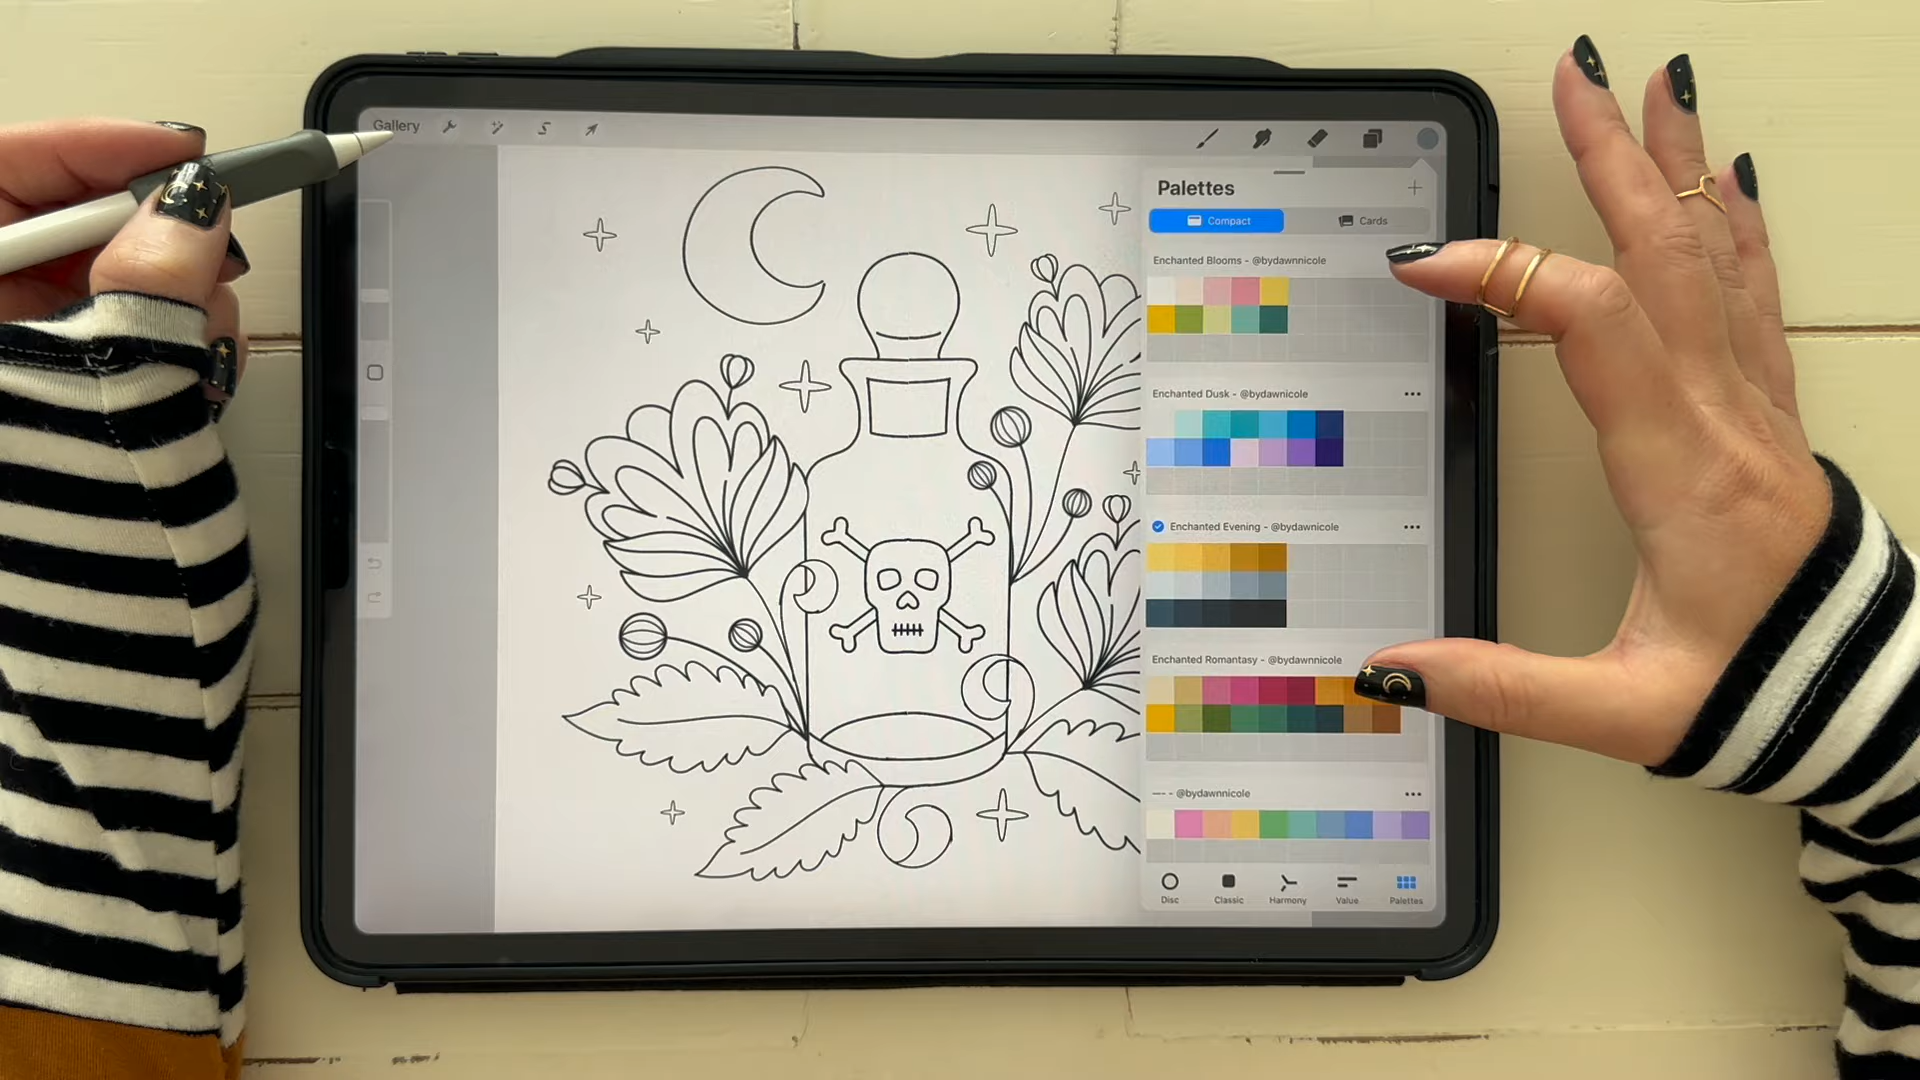 Gallery
Palettes
Compact
Cards
Enchanted Blooms - @bydawnnicole
Enchanted Dusk - @bydawnnicole
Enchanted Evening - @bydawnnicole
Enchanted Romantasy - @bydawnnicole
- @bydawnnicole
Disc
Classic
Harmony
Value
Palettes